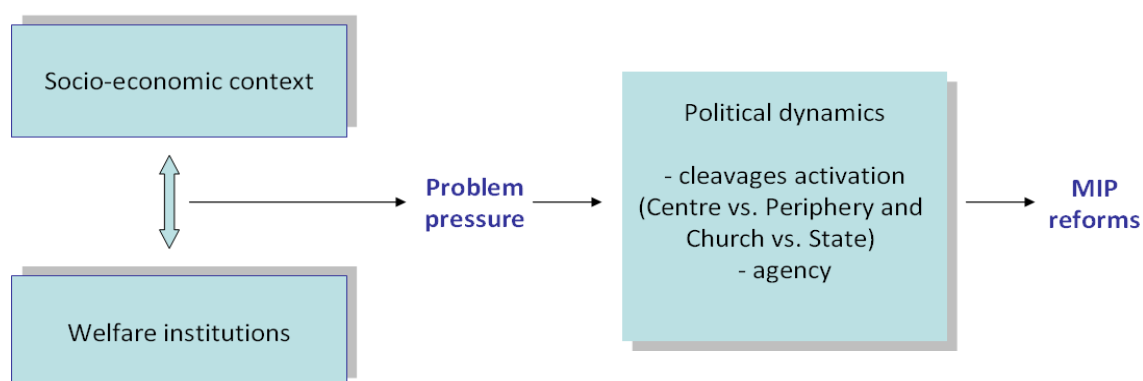 Socio-economic context
Welfare institutions
Problem
pressure
Political dynamics
- cleavages activation
(Centre vs. Periphery and
Church vs. State)
- agency
MIP
reforms